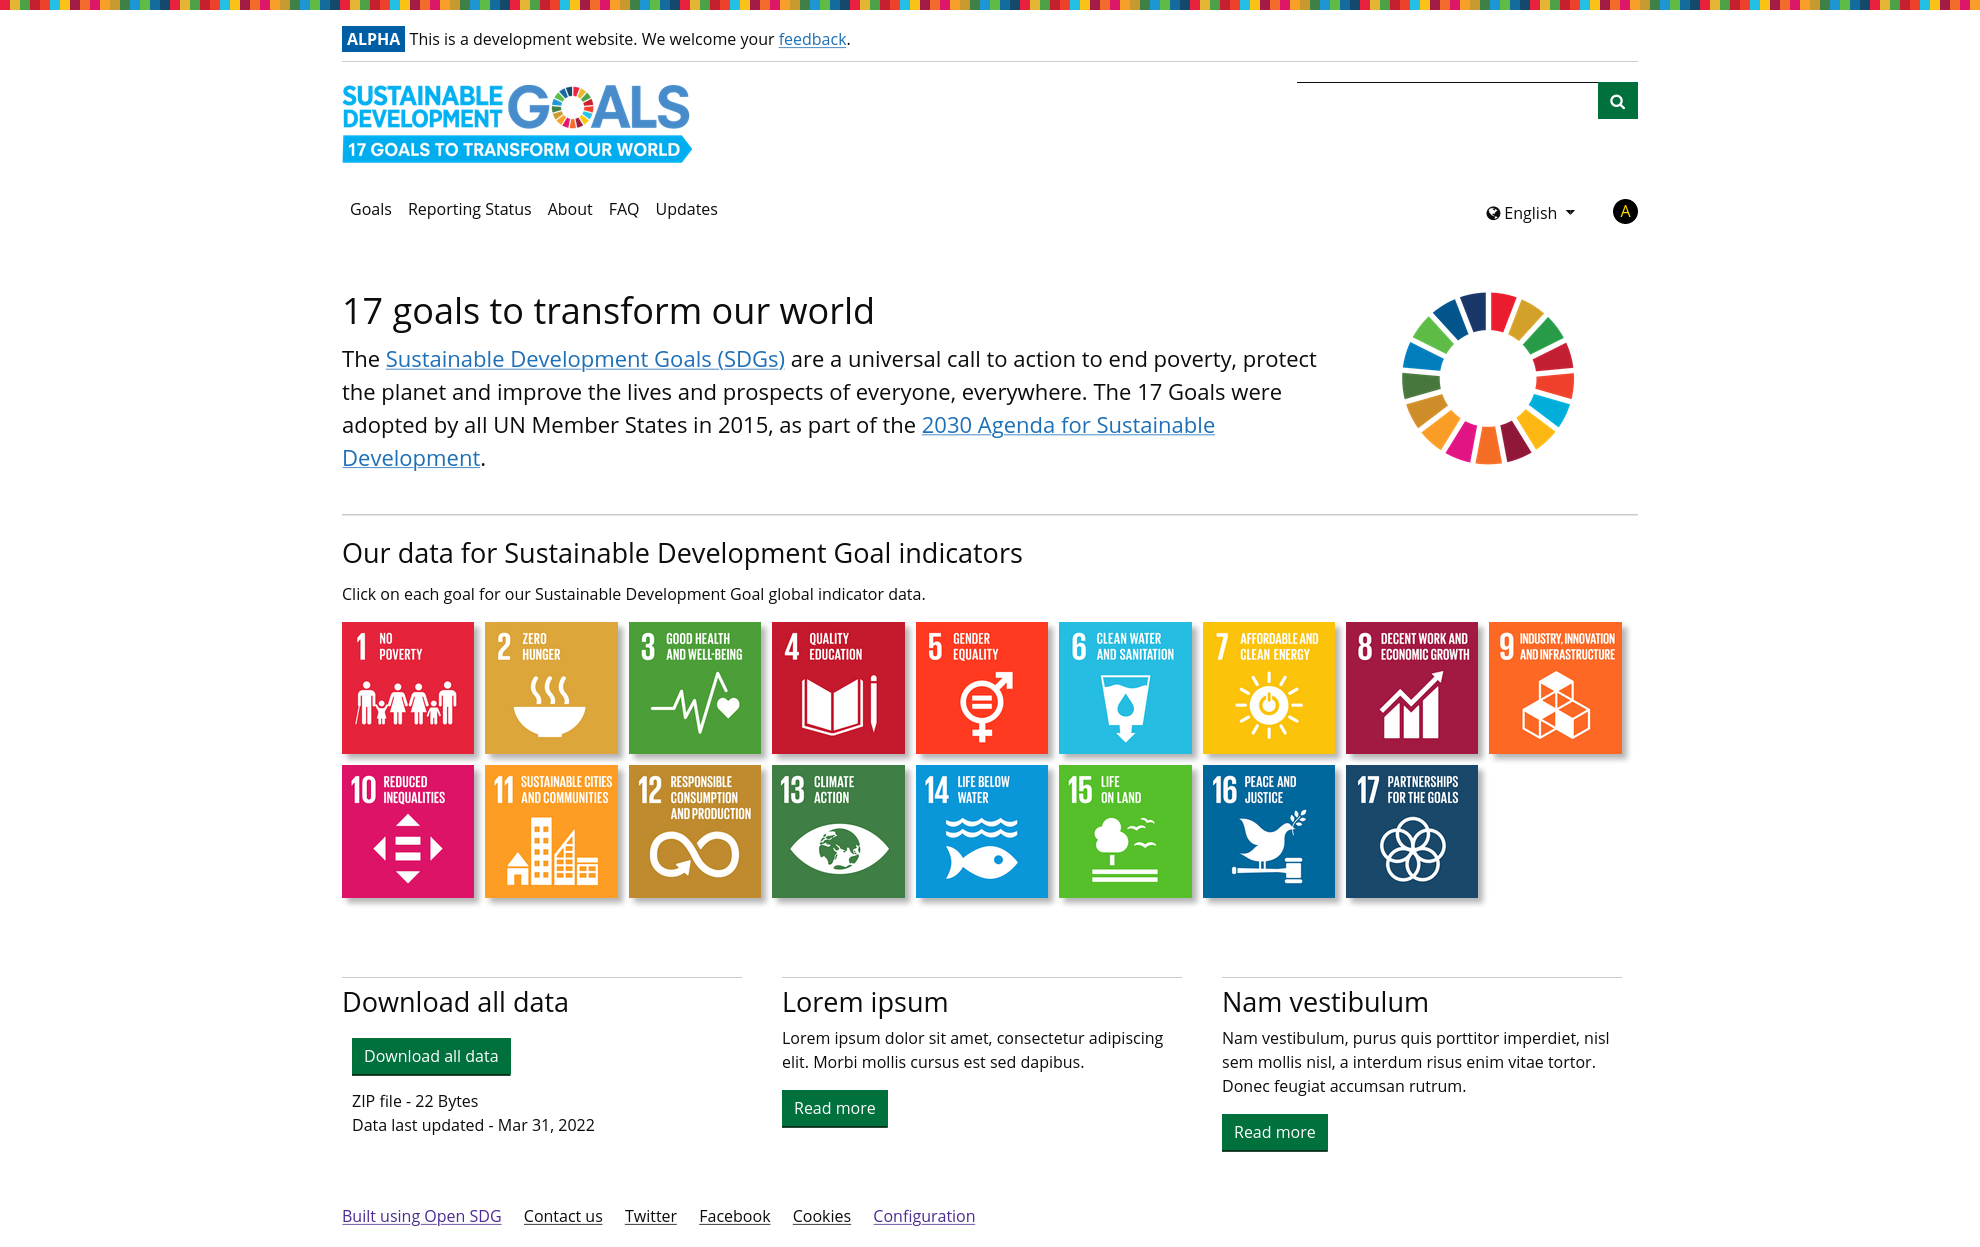 ALPHA This is a development website. We welcome your feedback.
SUSTAINABLE DEVELOPMENT GOALS
17 GOALS TO TRANSFORM OUR WORLD
Goals Reporting Status About FAQ Updates
English A
17 goals to transform our world
The Sustainable Development Goals (SDGs) are a universal call to action to end poverty, protect
the planet and improve the lives and prospects of everyone, everywhere. The 17 Goals were
adopted by all UN Member States in 2015, as part of the 2030 Agenda for Sustainable
Development.
Our data for Sustainable Development Goal indicators
Click on each goal for our Sustainable Development Goal global indicator data.
1 NO
POVERTY
2 ZERO
HUNGER
3 GOOD HEALTH
AND WELL-BEING
4 QUALITY
EDUCATION
5 GENDER
EQUALITY
6 CLEAN WATER
AND SANITATION
7 AFFORDABLE AND
CLEAN ENERGY
8 DECENT WORK AND
ECONOMIC GROWTH
9 INDUSTRY, INNOVATION
AND INFRASTRUCTURE
10 REDUCED
INEQUALITIES
11 SUSTAINABLE CITIES
AND COMMUNITIES
12 RESPONSIBLE
CONSUMPTION
AND PRODUCTION
13 CLIMATE
ACTION
14 LIFE BELOW
WATER
15 LIFE
ON LAND
16 PEACE AND
JUSTICE
17 PARTNERSHIPS
FOR THE GOALS
Download all data
Download all data
ZIP file - 22 Bytes
Data last updated - Mar 31, 2022
Lorem ipsum
Lorem ipsum dolor sit amet, consectetur adipiscing
elit. Morbi mollis cursus est sed dapibus.
Read more
Nam vestibulum
Nam vestibulum, purus quis porttitor imperdiet, nisl
sem mollis nisl, a interdum risus enim vitae tortor.
Donec feugiat accumsan rutrum.
Read more
Built using Open SDG Contact us Twitter Facebook Cookies Configuration